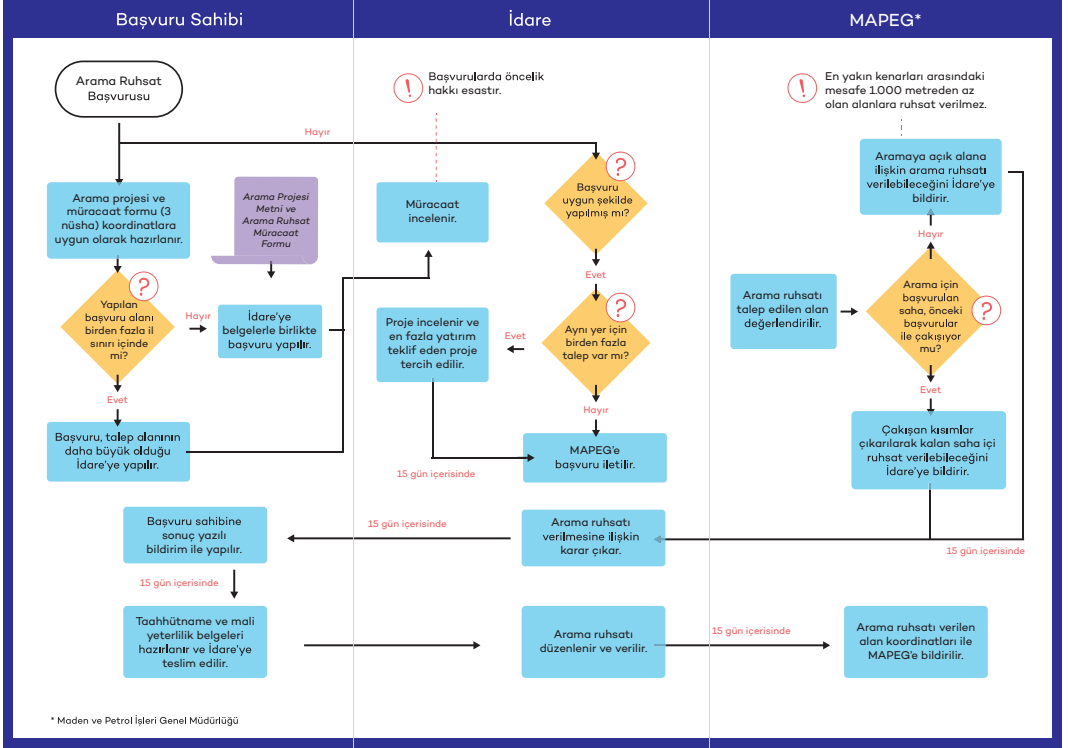 Başvuru Sahibi
İdare
MAPEG*
Arama Ruhsat
Başvurusu
Başvurularda öncelik
hakkı esastır.
En yakın kenarları arasındaki
mesafe 1.000 metreden az
olan alanlara ruhsat verilmez.
Hayır
Arama projesi ve
müracaat formu (3
nüsha) koordinatlara
uygun olarak hazırlanır.
Arama Projesi
Metni ve
Arama Ruhsat
Müracaat
Formu
Müracaat
incelenir.
?
Başvuru
uygun şekilde
yapılmış mı?
Aramaya açık alana
ilişkin arama ruhsatı
verilebileceğini İdare'ye
bildirir.
Hayır
Evet
?
Yapılan
başvuru alanı
birden fazla il
sınırı içinde
mi?
Hayır
İdare'ye
belgelerle birlikte
başvuru yapılır.
Evet
Proje incelenir ve
en fazla yatırım
teklif eden proje
tercih edilir.
Evet
?
Aynı yer için
birden fazla
talep var mı?
Hayır
Arama ruhsatı
talep edilen alan
değerlendirilir.
?
Arama için
başvurulan
saha, önceki
başvurular
ile çakışıyor
mu?
Evet
Başvuru, talep alanının
daha büyük olduğu
İdare'ye yapılır.
15 gün içerisinde
MAPEG'e
başvuru iletilir.
Çakışan kısımlar
çıkarılarak kalan saha içi
ruhsat verilebileceğini
İdare'ye bildirir.
Başvuru sahibine
sonuç yazılı
bildirim ile yapılır.
15 gün içerisinde
Arama ruhsatı
verilmesine ilişkin
karar çıkar.
15 gün içerisinde
15 gün içerisinde
Taahhütname ve mali
yeterlilik belgeleri
hazırlanır ve İdare'ye
teslim edilir.
Arama ruhsatı
düzenlenir ve verilir.
15 gün içerisinde
Arama ruhsatı verilen
alan koordinatları ile
MAPEG'e bildirilir.
* Maden ve Petrol İşleri Genel Müdürlüğü